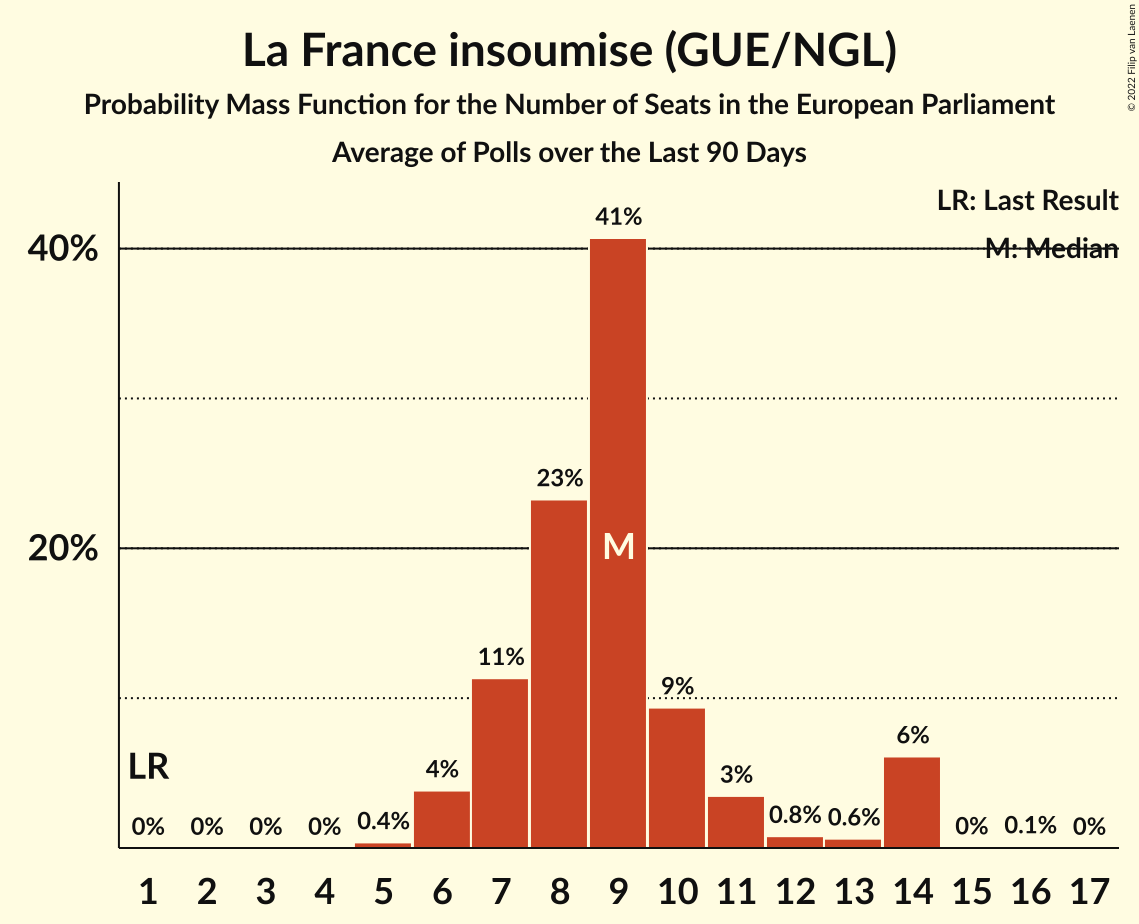 La France insoumise (GUE/NGL)
Probability Mass Function for the Number of Seats in the European Parliament
Average of Polls over the Last 90 Days
© 2022 Filip van Laenen
LR: Last Result
M: Median
40%
20%
41%
23%
M
11%
9%
6%
4%
3%
LR
0% 0% 0% 0% 0.4% 0.8% 0.6% 0% 0.1% 0%
1 2 3 4 5 6 7 8 9 10 11 12 13 14 15 16 17